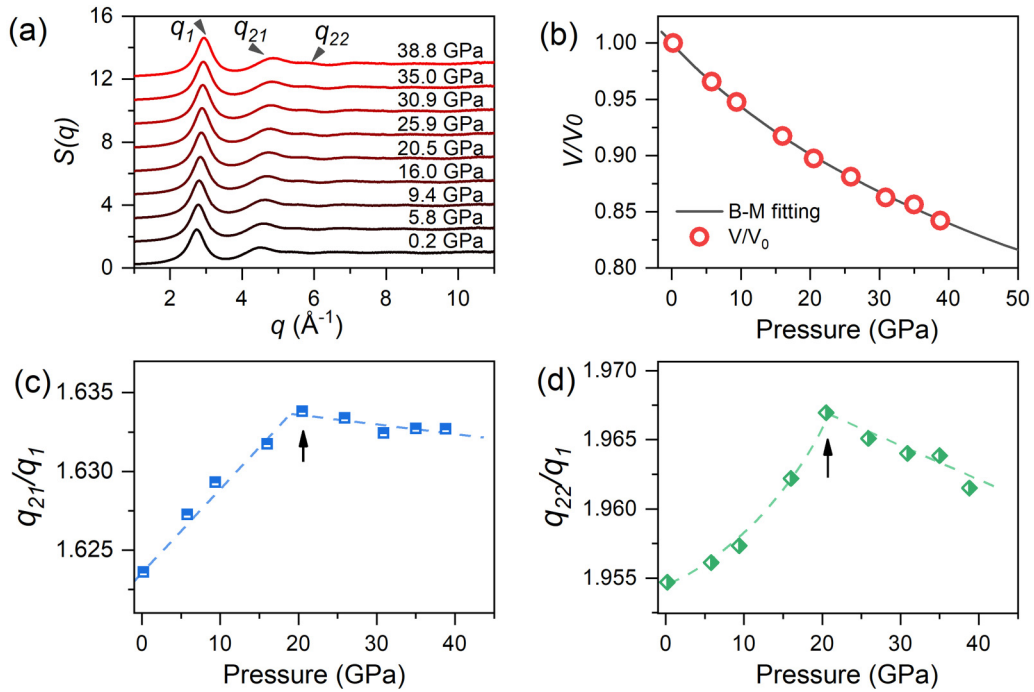 (a)
q1 q21 q22
S(q)
16
12
8
4
0
38.8 GPa
35.0 GPa
30.9 GPa
25.9 GPa
20.5 GPa
16.0 GPa
9.4 GPa
5.8 GPa
0.2 GPa
2 4 6 8 10
q (Å-1)
(b)
V/V0
1.00
0.95
0.90
0.85
0.80
B-M fitting
V/V0
0 10 20 30 40 50
Pressure (GPa)
(c)
q21/q1
1.635
1.630
1.625
0 10 20 30 40
Pressure (GPa)
(d)
q22/q1
1.970
1.965
1.960
1.955
0 10 20 30 40
Pressure (GPa)